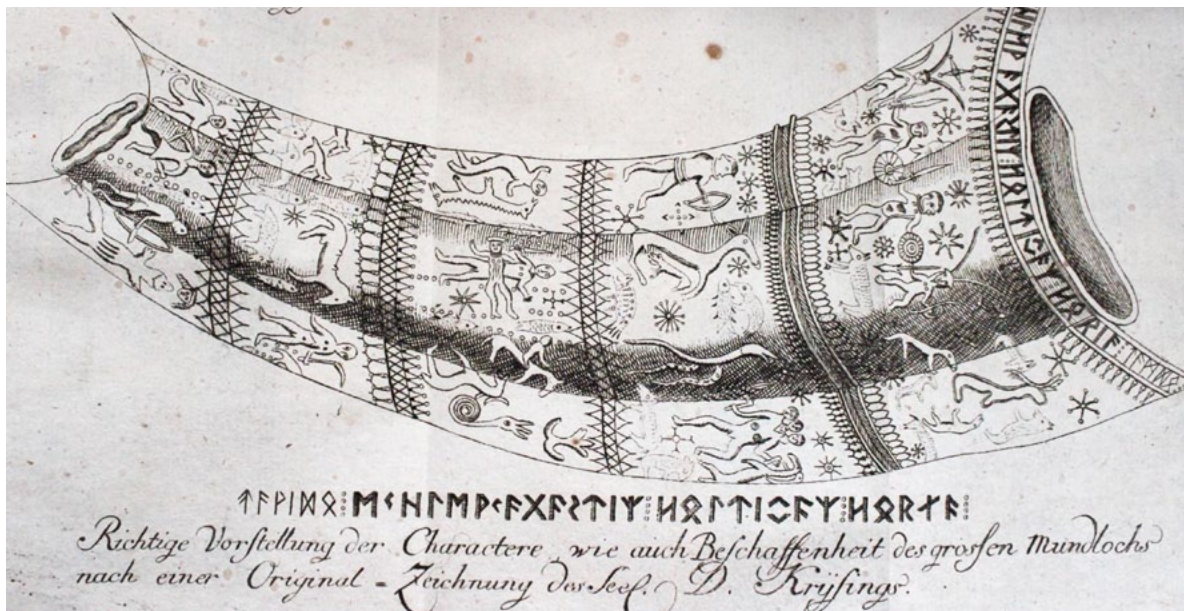 ᛏᚨᚹᛁᛞᛟ⁝ᛖᚲᚺᛚᛖᚹᚨᚷᚨᛊᛏᛁᛉ⁝ᚺᛟᛚᛏᛁᛃᚨᛉ⁝ᚺᛟᚱᚾᚨ⁝
Richtige Vorſtellung der Charactere, wie auch Beſchaffenheit des groſsen Mundlochs
nach einer Original-Zeichnung des Seel. D. Krÿſings.